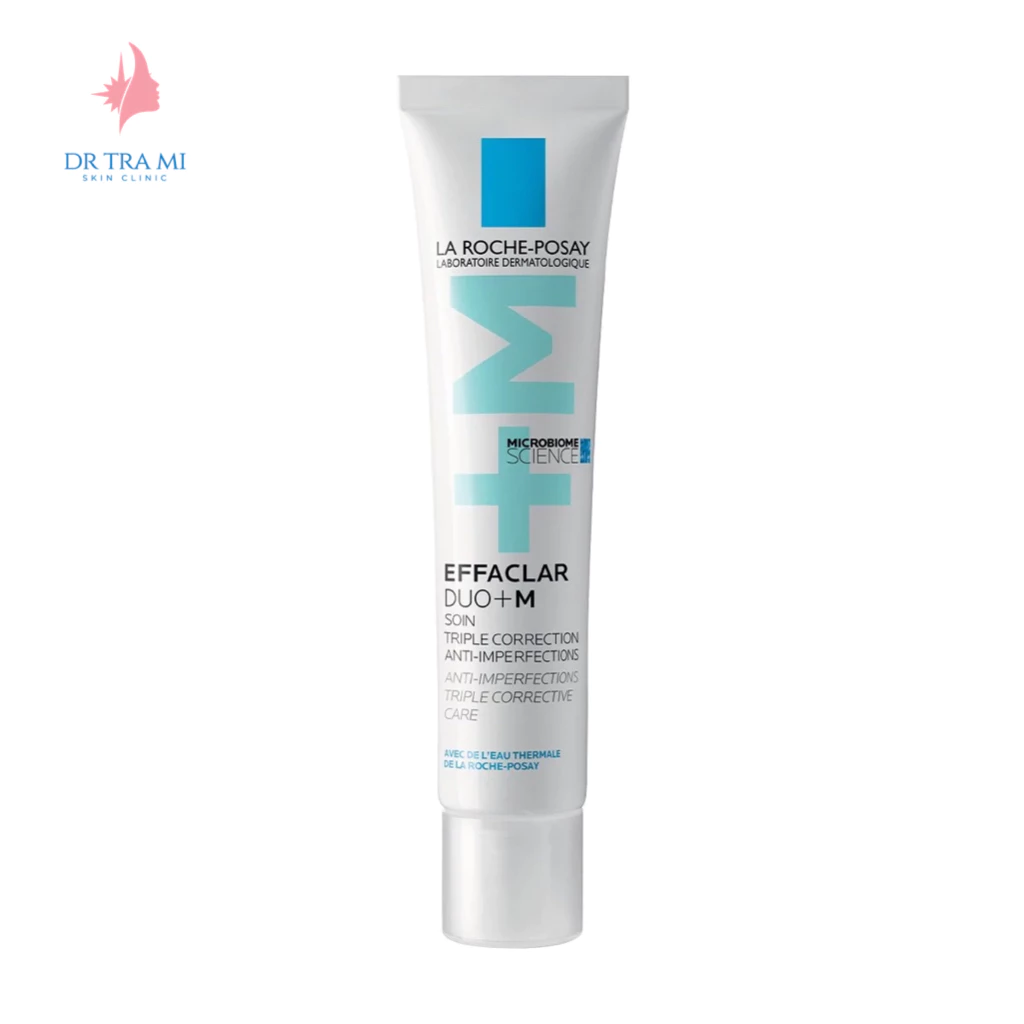 DR TRA MI
SKIN CLINIC
LA ROCHE-POSAY
LABORATOIRE DERMATOLOGIQUE
+M
MICROBIOME
SCIENCE
EFFACLAR
DUO+M
SOIN
TRIPLE CORRECTION
ANTI-IMPERFECTIONS
ANTI-IMPERFECTIONS
TRIPLE CORRECTIVE
CARE
AVEC DE L'EAU THERMALE
DE LA ROCHE-POSAY